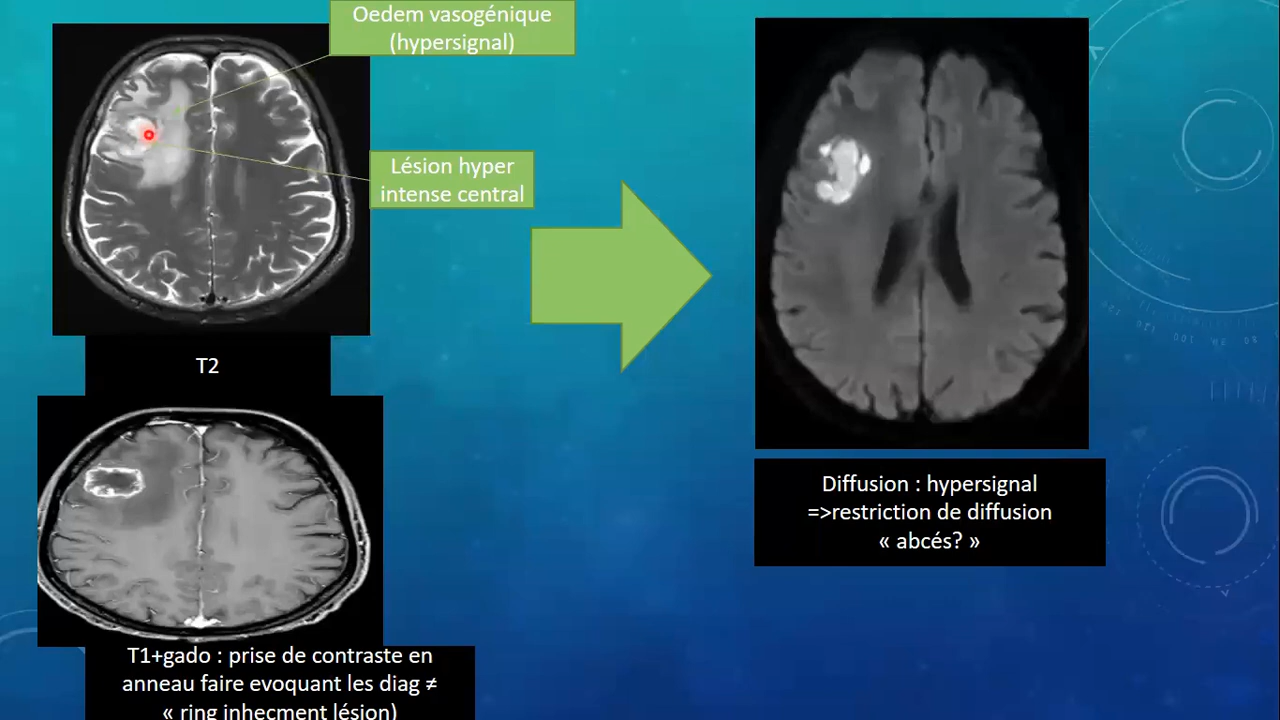 Oedem vasogénique
(hypersignal)
Lésion hyper
intense central
T2
T1+gado : prise de contraste en
anneau faire evoquant les diag ≠
« ring inhecment lésion)
Diffusion : hypersignal
=>restriction de diffusion
« abcés? »